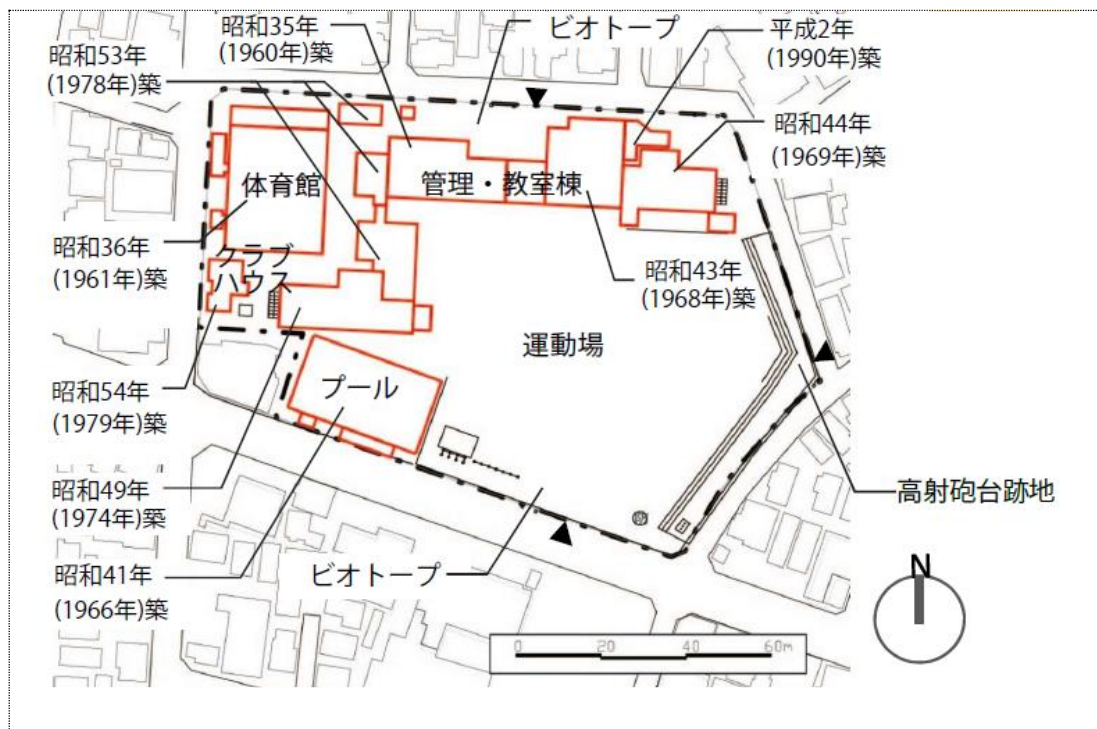 昭和35年
(1960年)築
ビオトープ
平成2年
(1990年)築
昭和53年
(1978年)築
昭和44年
(1969年)築
体育館
管理・教室棟
昭和36年
(1961年)築
クラブ
ハウス
昭和43年
(1968年)築
運動場
昭和54年
(1979年)築
プール
昭和49年
(1974年)築
高射砲台跡地
昭和41年
(1966年)築
ビオトープ
N
0 20 40 60m